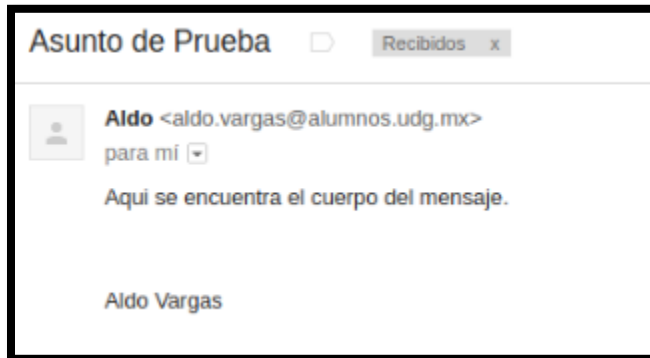 Asunto de Prueba Recibidos x
Aldo <aldo.vargas@alumnos.udg.mx>
para mí
Aqui se encuentra el cuerpo del mensaje.
Aldo Vargas